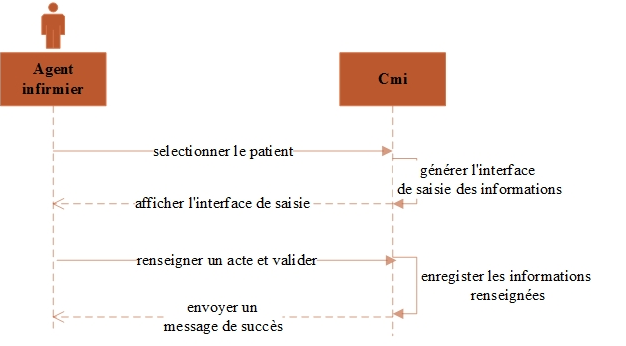 Agent
infirmier
Cmi
selectionner le patient
générer l'interface
de saisie des informations
afficher l'interface de saisie
renseigner un acte et valider
enregister les informations
renseignées
envoyer un
message de succès